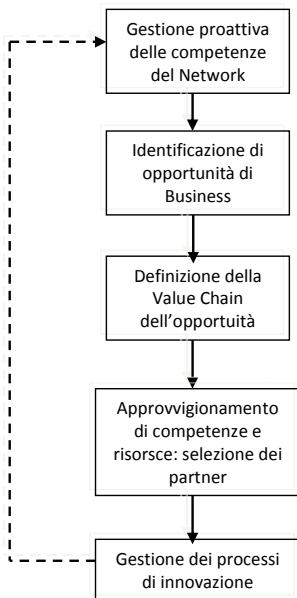 Gestione proattiva
delle competenze
del Network
Identificazione di
opportunità di
Business
Definizione della
Value Chain
dell’opportuità
Approvvigionamento
di competenze e
risorsce: selezione dei
partner
Gestione dei processi
di innovazione